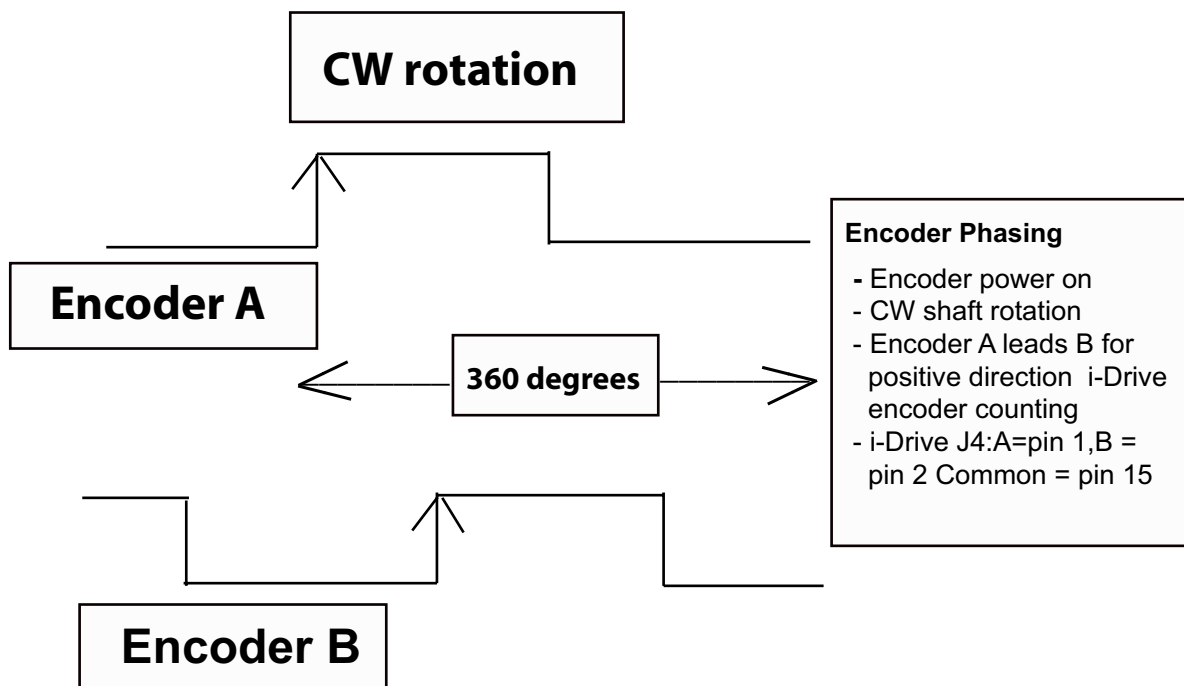 CW rotation
Encoder A
360 degrees
Encoder B
Encoder Phasing
- Encoder power on
- CW shaft rotation
- Encoder A leads B for
positive direction i-Drive
encoder counting
- i-Drive J4:A=pin 1,B =
pin 2 Common = pin 15